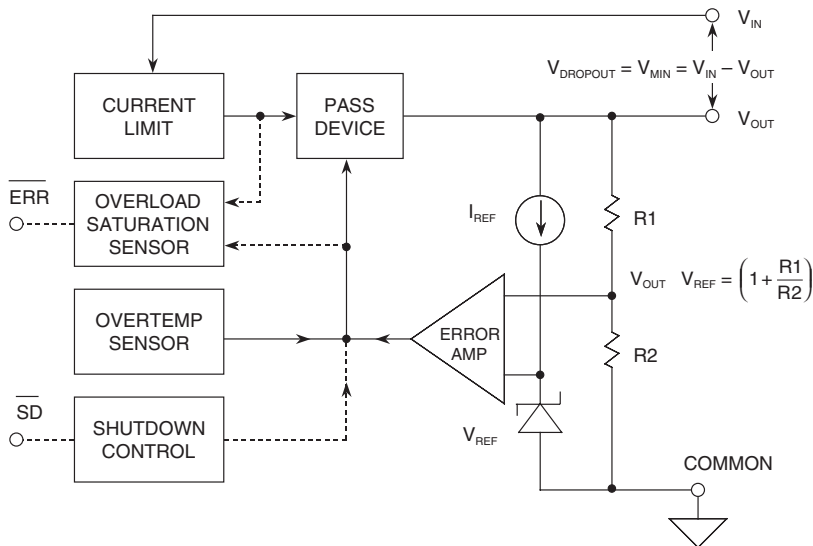 V_IN
V_DROPOUT = V_MIN = V_IN – V_OUT
CURRENT
LIMIT
PASS
DEVICE
V_OUT
ERR
OVERLOAD
SATURATION
SENSOR
I_REF
R1
V_OUT V_REF = (1 + R1/R2)
OVERTEMP
SENSOR
ERROR
AMP
R2
SD
SHUTDOWN
CONTROL
V_REF
COMMON